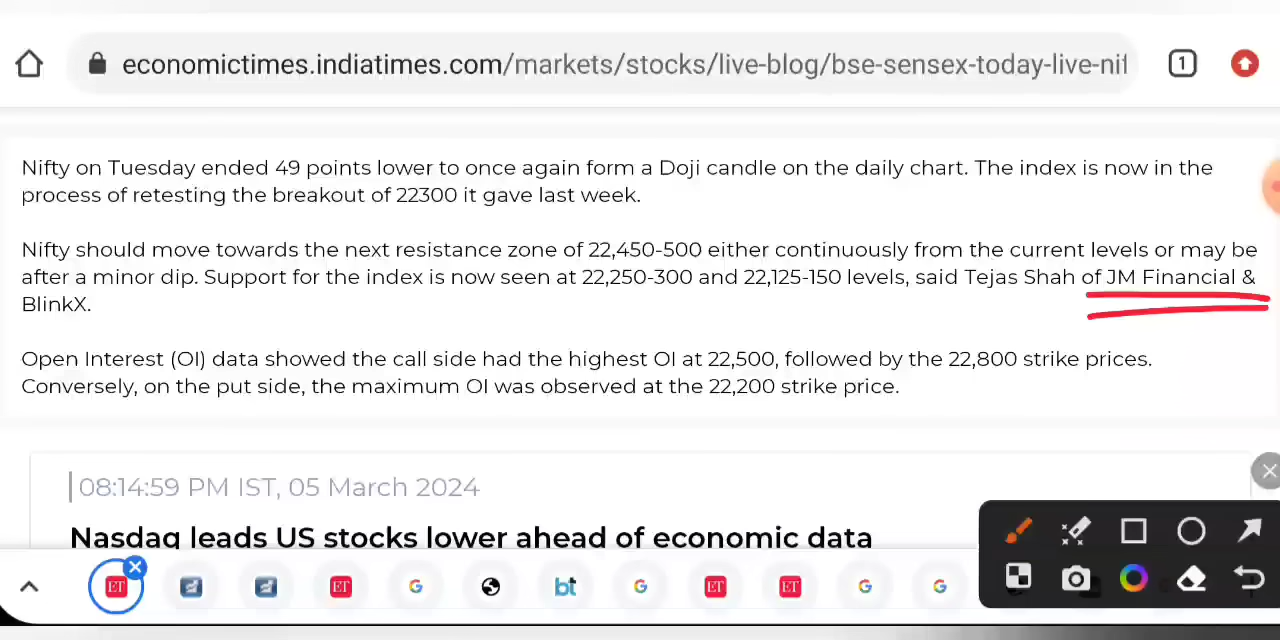 economictimes.indiatimes.com/markets/stocks/live-blog/bse-sensex-today-live-nif
1
Nifty on Tuesday ended 49 points lower to once again form a Doji candle on the daily chart. The index is now in the
process of retesting the breakout of 22300 it gave last week.
Nifty should move towards the next resistance zone of 22,450-500 either continuously from the current levels or may be
after a minor dip. Support for the index is now seen at 22,250-300 and 22,125-150 levels, said Tejas Shah of JM Financial &
BlinkX.
Open Interest (OI) data showed the call side had the highest OI at 22,500, followed by the 22,800 strike prices.
Conversely, on the put side, the maximum OI was observed at the 22,200 strike price.
08:14:59 PM IST, 05 March 2024
Nasdaq leads US stocks lower ahead of economic data
ET ET G bt G ET ET G G